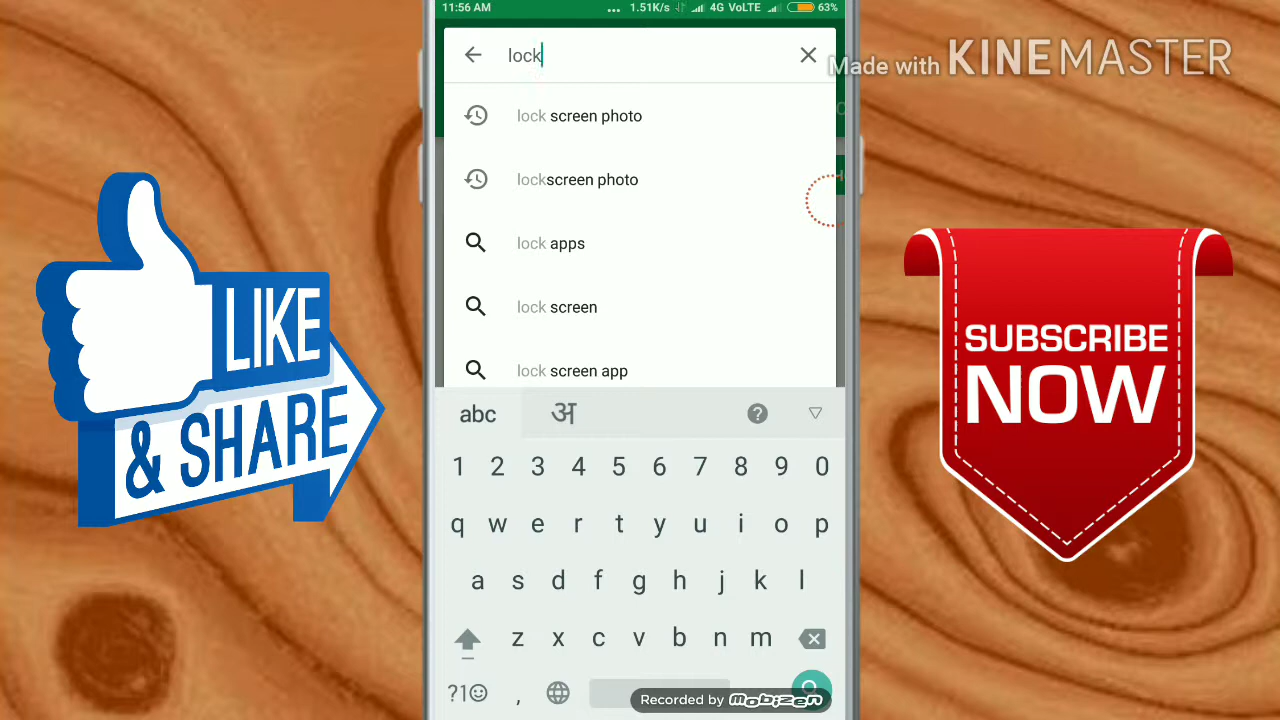 11:56 AM ... 1.51K/s 4G VoLTE 63%
lock
Made with KINEMASTER
lock screen photo
lockscreen photo
lock apps
lock screen
lock screen app
LIKE
& SHARE
SUBSCRIBE
NOW
abc अ ?
1 2 3 4 5 6 7 8 9 0
q w e r t y u i o p
a s d f g h j k l
z x c v b n m
?1 ,
Recorded by mobizen